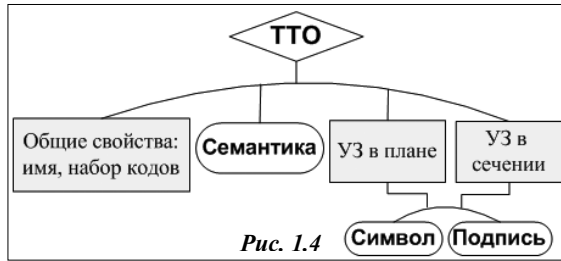 ТТО
Общие свойства:
имя, набор кодов
Семантика
УЗ в плане
УЗ в
сечении
Рис. 1.4
Символ
Подпись